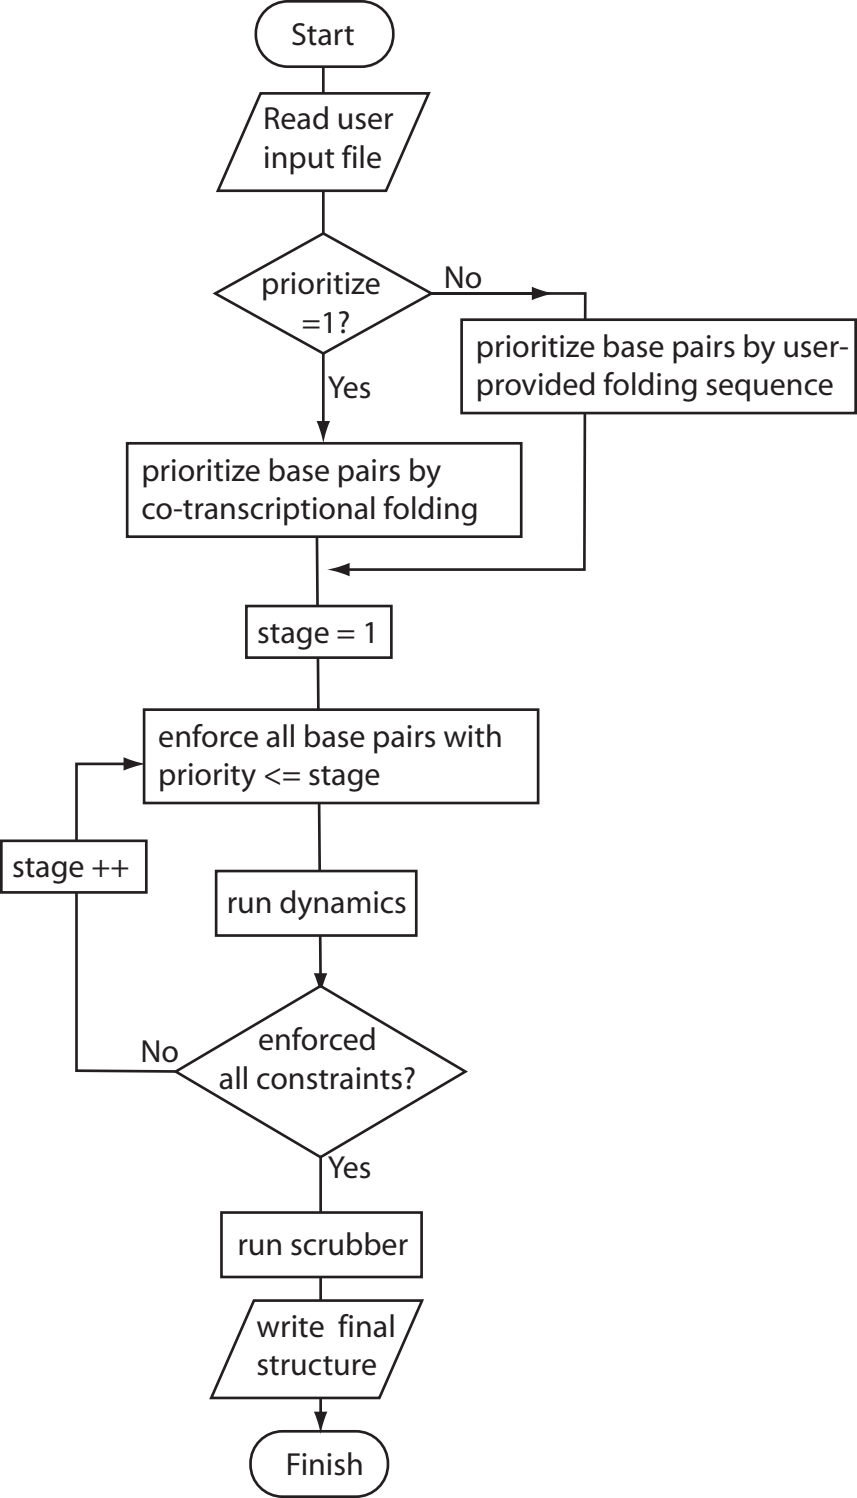 Start
Read user
input file
prioritize
=1?
No
prioritize base pairs by user-
provided folding sequence
Yes
prioritize base pairs by
co-transcriptional folding
stage = 1
enforce all base pairs with
priority <= stage
stage ++
run dynamics
enforced
all constraints?
No
Yes
run scrubber
write final
structure
Finish